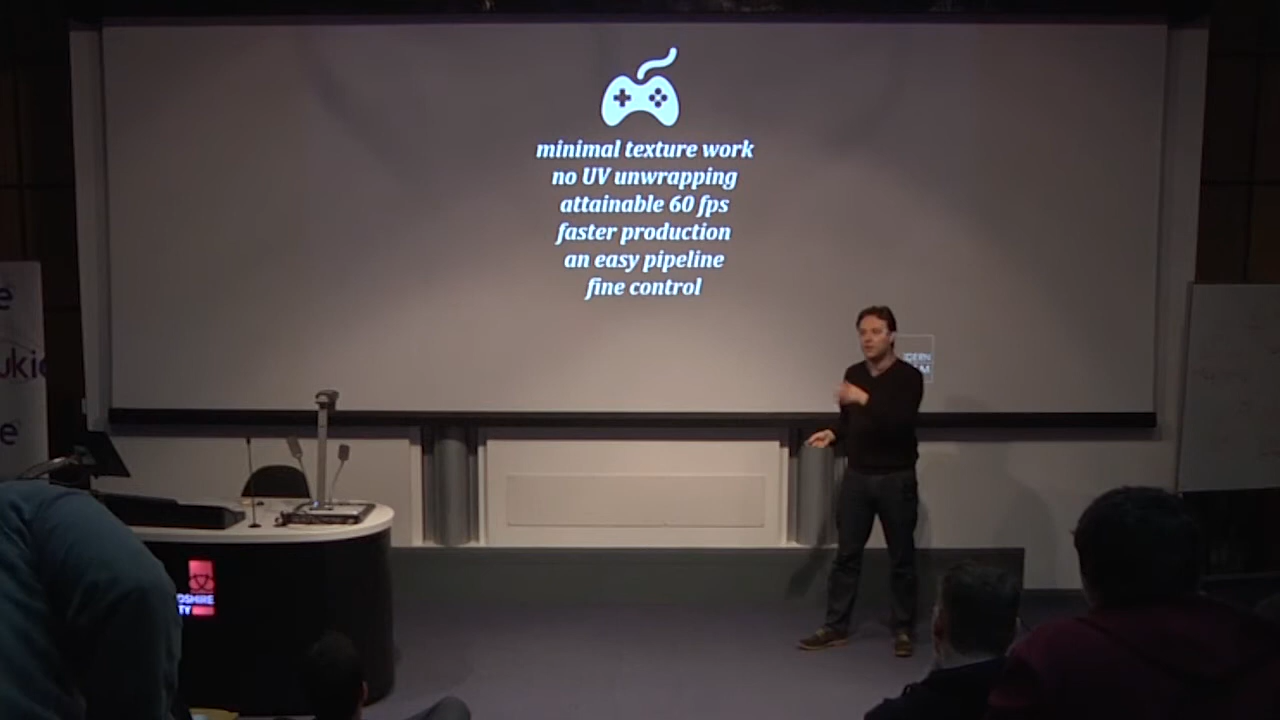 minimal texture work
no UV unwrapping
attainable 60 fps
faster production
an easy pipeline
fine control